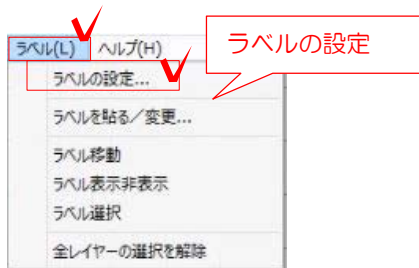 ラベル(L) ヘルプ(H)
ラベルの設定
ラベルの設定...
ラベルを貼る／変更...
ラベル移動
ラベル表示非表示
ラベル選択
全レイヤーの選択を解除